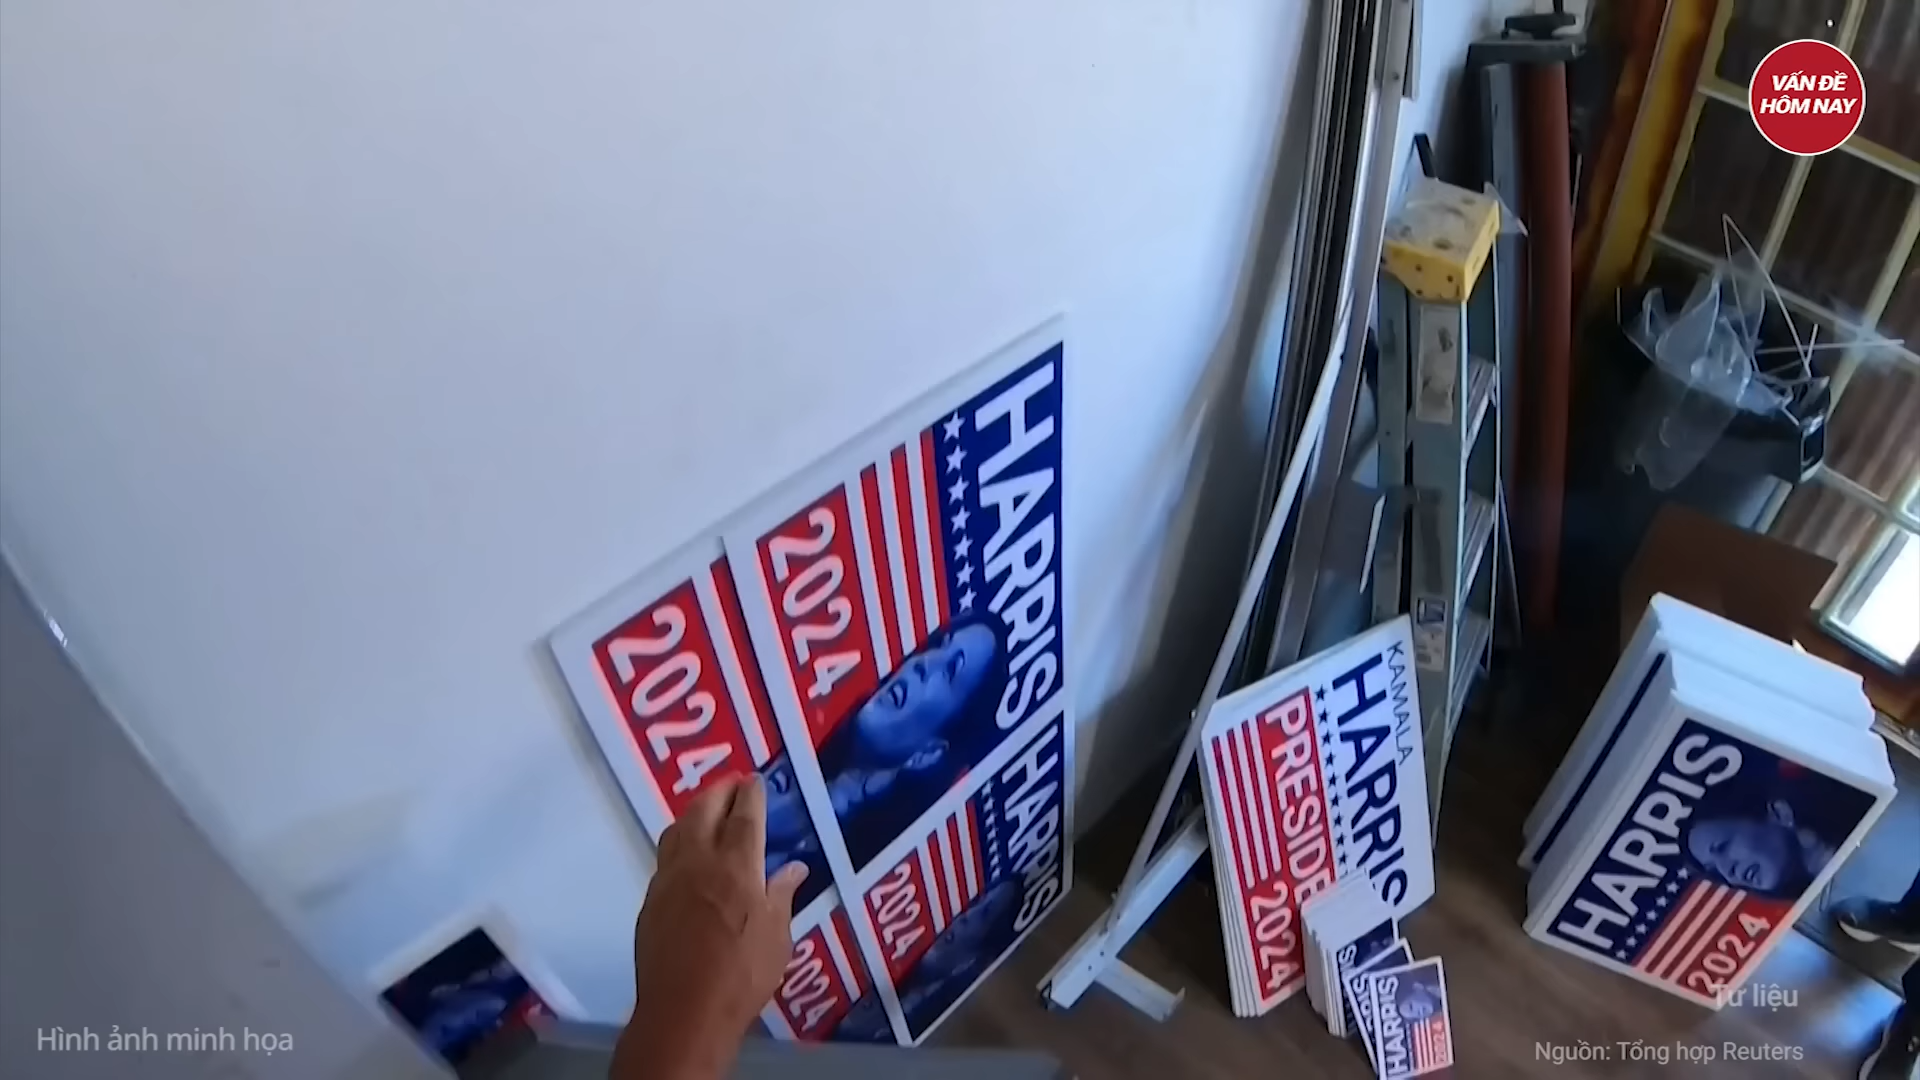 VẤN ĐỀ
HÔM NAY
HARRIS
2024
2024
HARRIS
2024
2024
KAMALA
HARRIS
PRESIDE
2024
HARRIS
2024
HARRIS
2024
Tư liệu
Hình ảnh minh họa
Nguồn: Tổng hợp Reuters